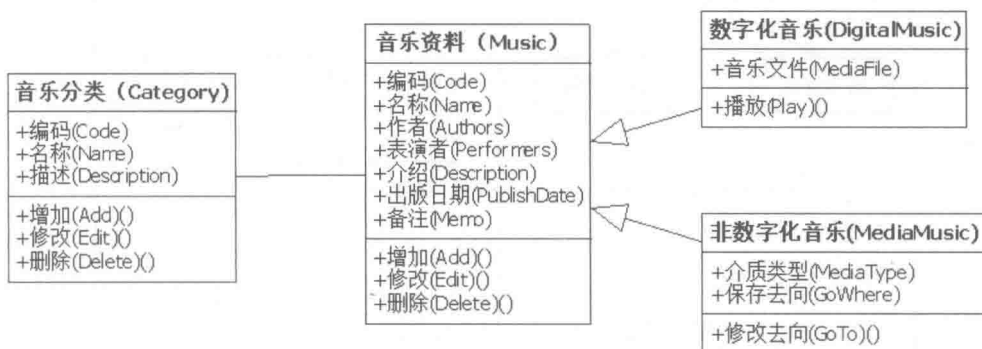 音乐分类（Category)
+编码(Code)
+名称(Name)
+描述(Description)
+增加(Add)()
+修改(Edit)()
+删除(Delete)()
音乐资料（Music）
+编码(Code)
+名称(Name)
+作者(Authors)
+表演者(Performers)
+介绍(Description)
+出版日期(PublishDate)
+备注(Memo)
+增加(Add)()
+修改(Edit)()
+删除(Delete)()
数字化音乐(DigitalMusic)
+音乐文件(MediaFile)
+播放(Play)()
非数字化音乐(MediaMusic)
+介质类型(MediaType)
+保存去向(GoWhere)
+修改去向(GoTo)()